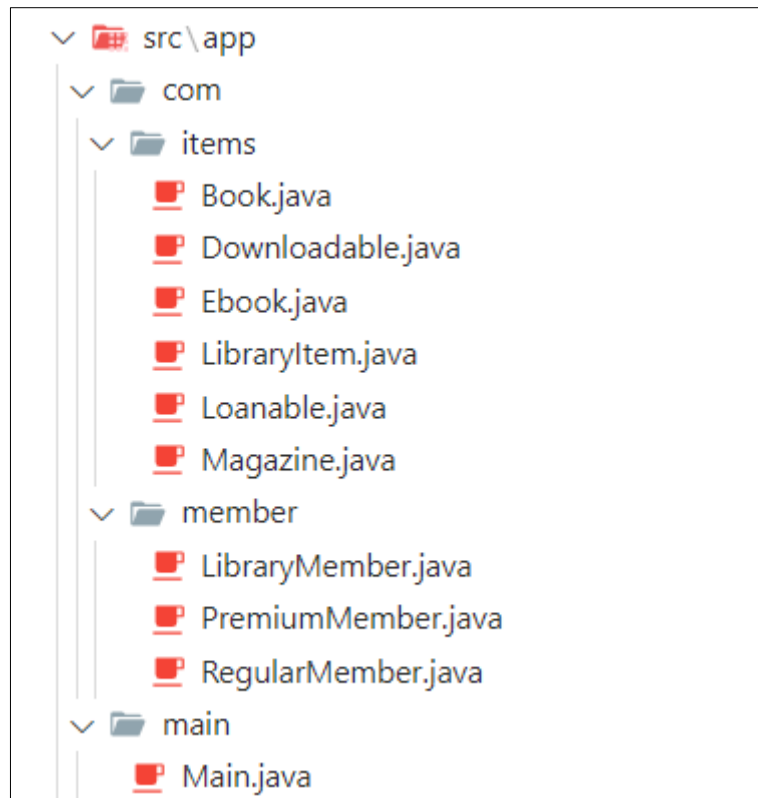 src\app
com
items
Book.java
Downloadable.java
Ebook.java
LibraryItem.java
Loanable.java
Magazine.java
member
LibraryMember.java
PremiumMember.java
RegularMember.java
main
Main.java